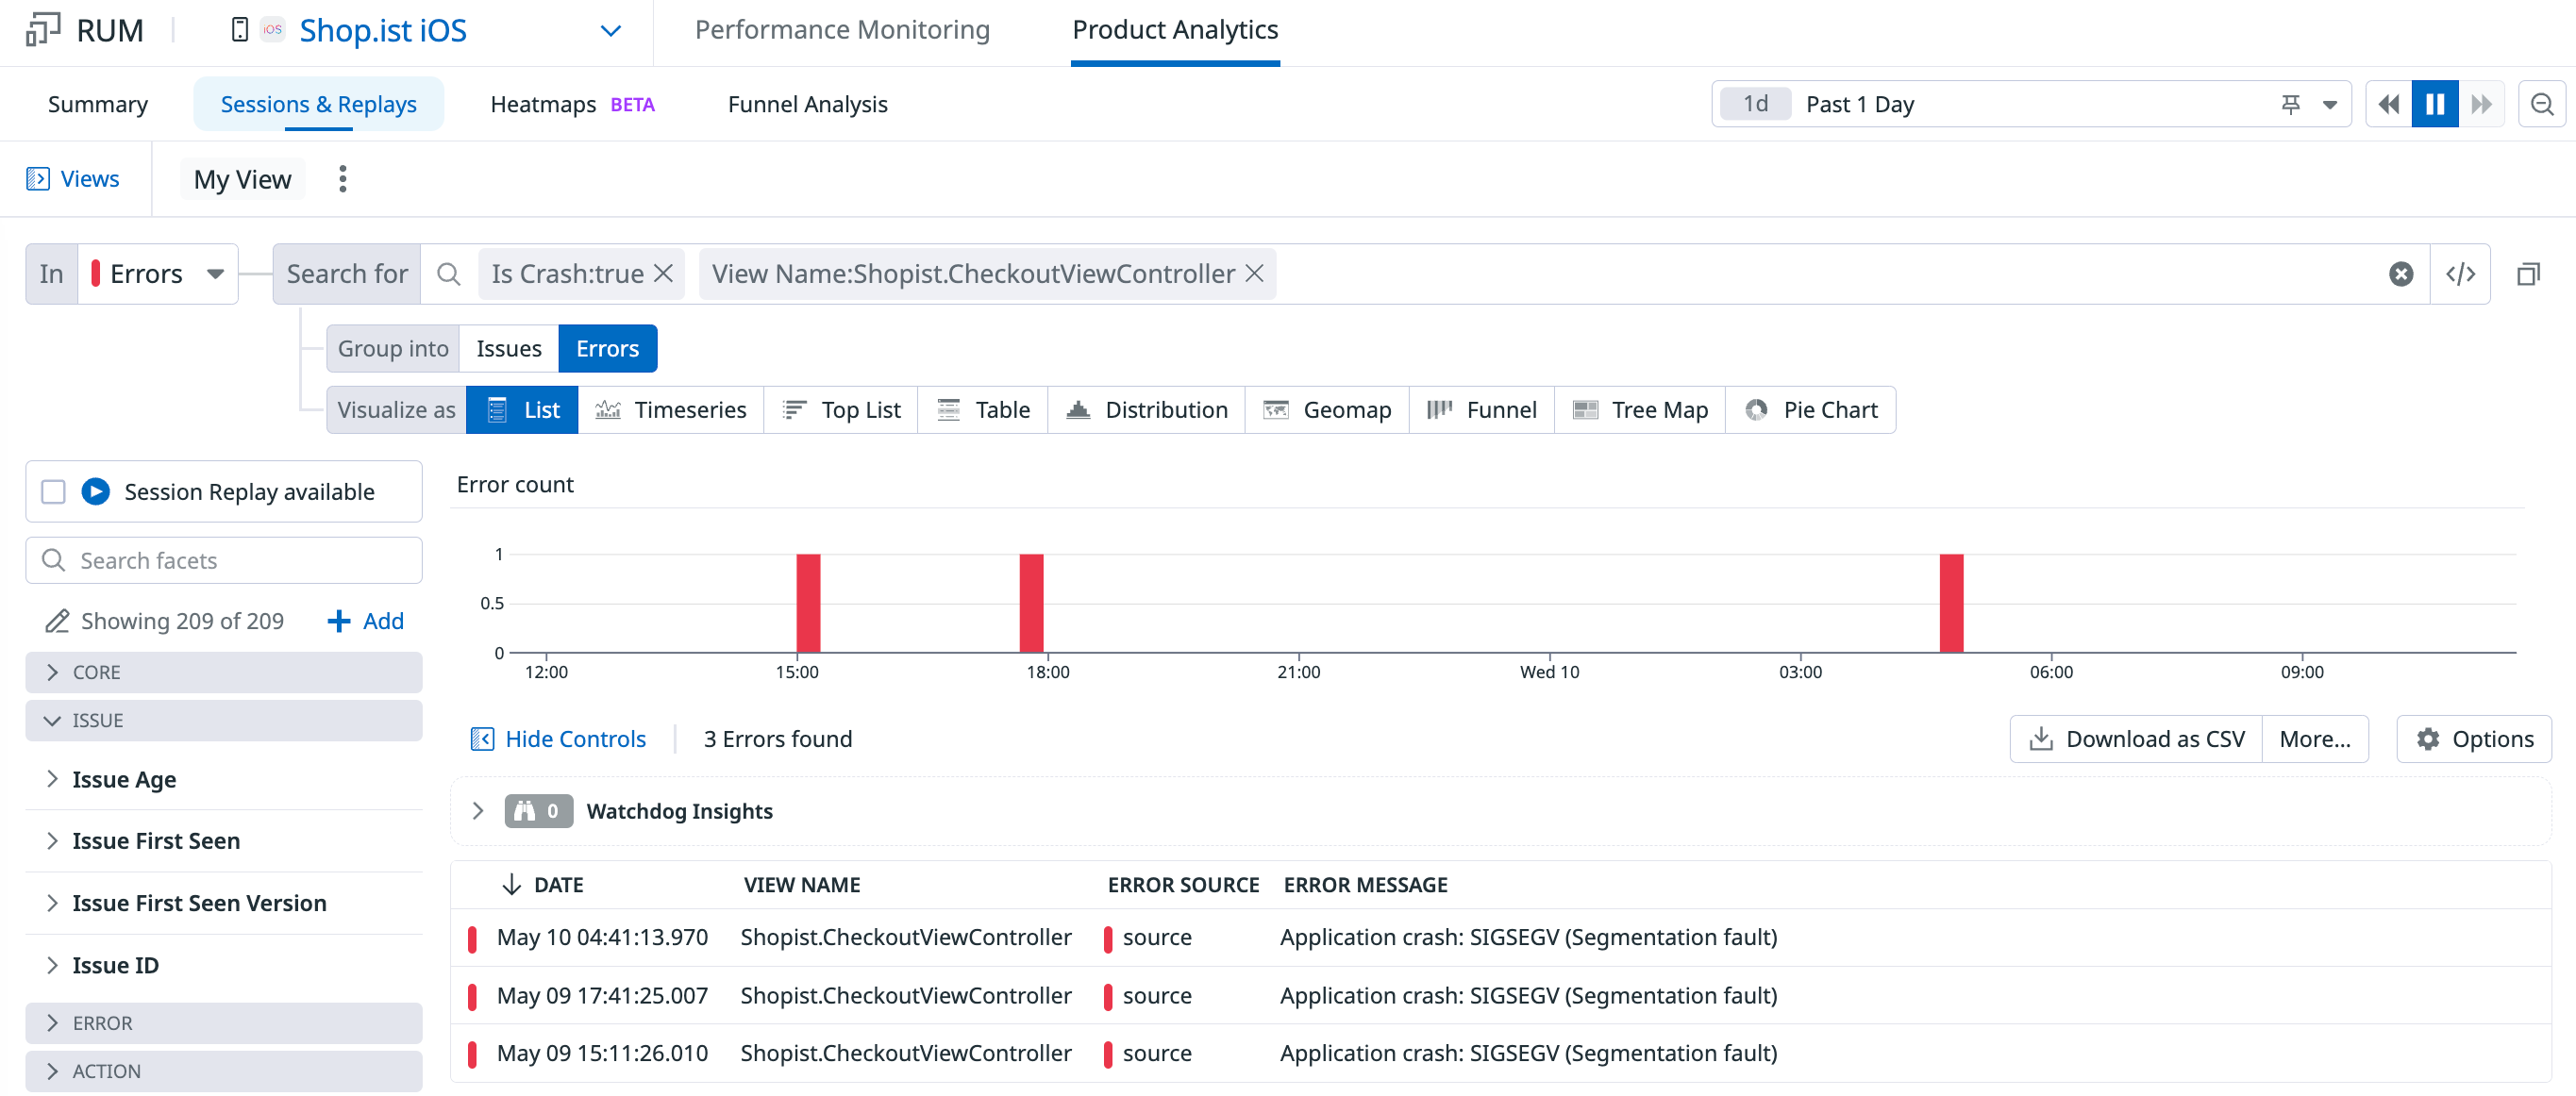 RUM iOS Shop.ist iOS Performance Monitoring Product Analytics
Summary Sessions & Replays Heatmaps BETA Funnel Analysis 1d Past 1 Day
Views My View
In Errors Search for Is Crash:true View Name:Shopist.CheckoutViewController </>
Group into Issues Errors
Visualize as List Timeseries Top List Table Distribution Geomap Funnel Tree Map Pie Chart
Session Replay available
Search facets
Showing 209 of 209 Add
CORE
ISSUE
Issue Age
Issue First Seen
Issue First Seen Version
Issue ID
ERROR
ACTION
Error count
1
0.5
0
12:00 15:00 18:00 21:00 Wed 10 03:00 06:00 09:00
Hide Controls 3 Errors found Download as CSV More... Options
0 Watchdog Insights
DATE VIEW NAME ERROR SOURCE ERROR MESSAGE
May 10 04:41:13.970 Shopist.CheckoutViewController source Application crash: SIGSEGV (Segmentation fault)
May 09 17:41:25.007 Shopist.CheckoutViewController source Application crash: SIGSEGV (Segmentation fault)
May 09 15:11:26.010 Shopist.CheckoutViewController source Application crash: SIGSEGV (Segmentation fault)